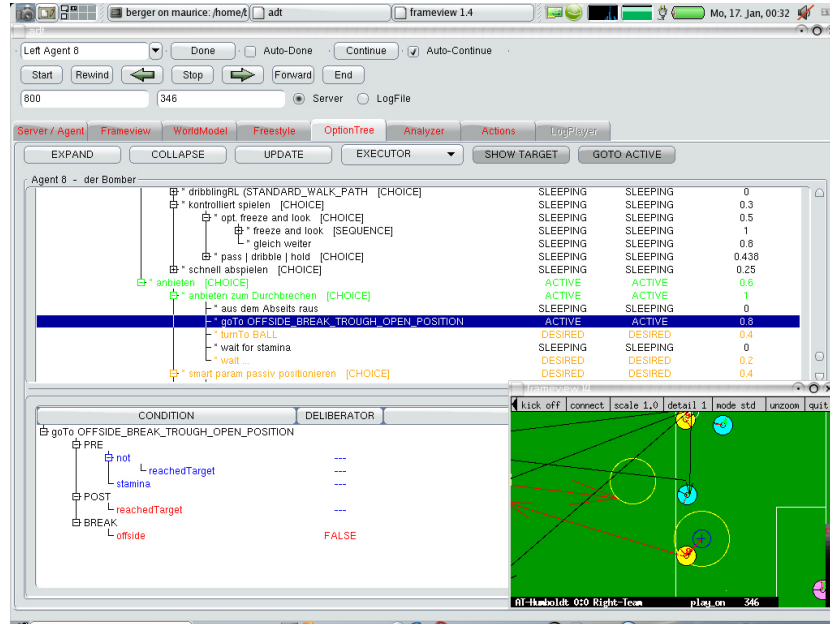 berger on maurice: /home/t adt frameview 1.4 Mo, 17. Jan, 00:32
adt
Left Agent 8 Done Auto-Done Continue Auto-Continue
Start Rewind Stop Forward End
800 346 Server LogFile
Server / Agent Frameview WorldModel Freestyle OptionTree Analyzer Actions LogPlayer
EXPAND COLLAPSE UPDATE EXECUTOR SHOW TARGET GOTO ACTIVE
Agent 8 - der Bomber
* dribblingRL (STANDARD_WALK_PATH [CHOICE] SLEEPING SLEEPING 0
* kontrolliert spielen [CHOICE] SLEEPING SLEEPING 0.3
* opt. freeze and look [CHOICE] SLEEPING SLEEPING 0.5
* freeze and look [SEQUENCE] SLEEPING SLEEPING 1
* gleich weiter SLEEPING SLEEPING 0.8
* pass | dribble | hold [CHOICE] SLEEPING SLEEPING 0.438
* schnell abspielen [CHOICE] SLEEPING SLEEPING 0.25
* anbieten [CHOICE] ACTIVE ACTIVE 0.6
* anbieten zum Durchbrechen [CHOICE] ACTIVE ACTIVE 1
* aus dem Abseits raus SLEEPING SLEEPING 0
* goTo OFFSIDE_BREAK_TROUGH_OPEN_POSITION ACTIVE ACTIVE 0.8
* turnTo BALL DESIRED DESIRED 0.4
* wait for stamina SLEEPING SLEEPING 0
* wait ... DESIRED DESIRED 0.2
* smart param passiv positionieren [CHOICE] DESIRED DESIRED 0.4
frameview 1.4
kick off connect scale 1.0 detail 1 mode std unzoom quit
CONDITION DELIBERATOR
goTo OFFSIDE_BREAK_TROUGH_OPEN_POSITION
PRE
not ---
reachedTarget ---
stamina ---
POST
reachedTarget ---
BREAK
offside FALSE
AT-Humboldt 0:0 Right-Team play_on 346